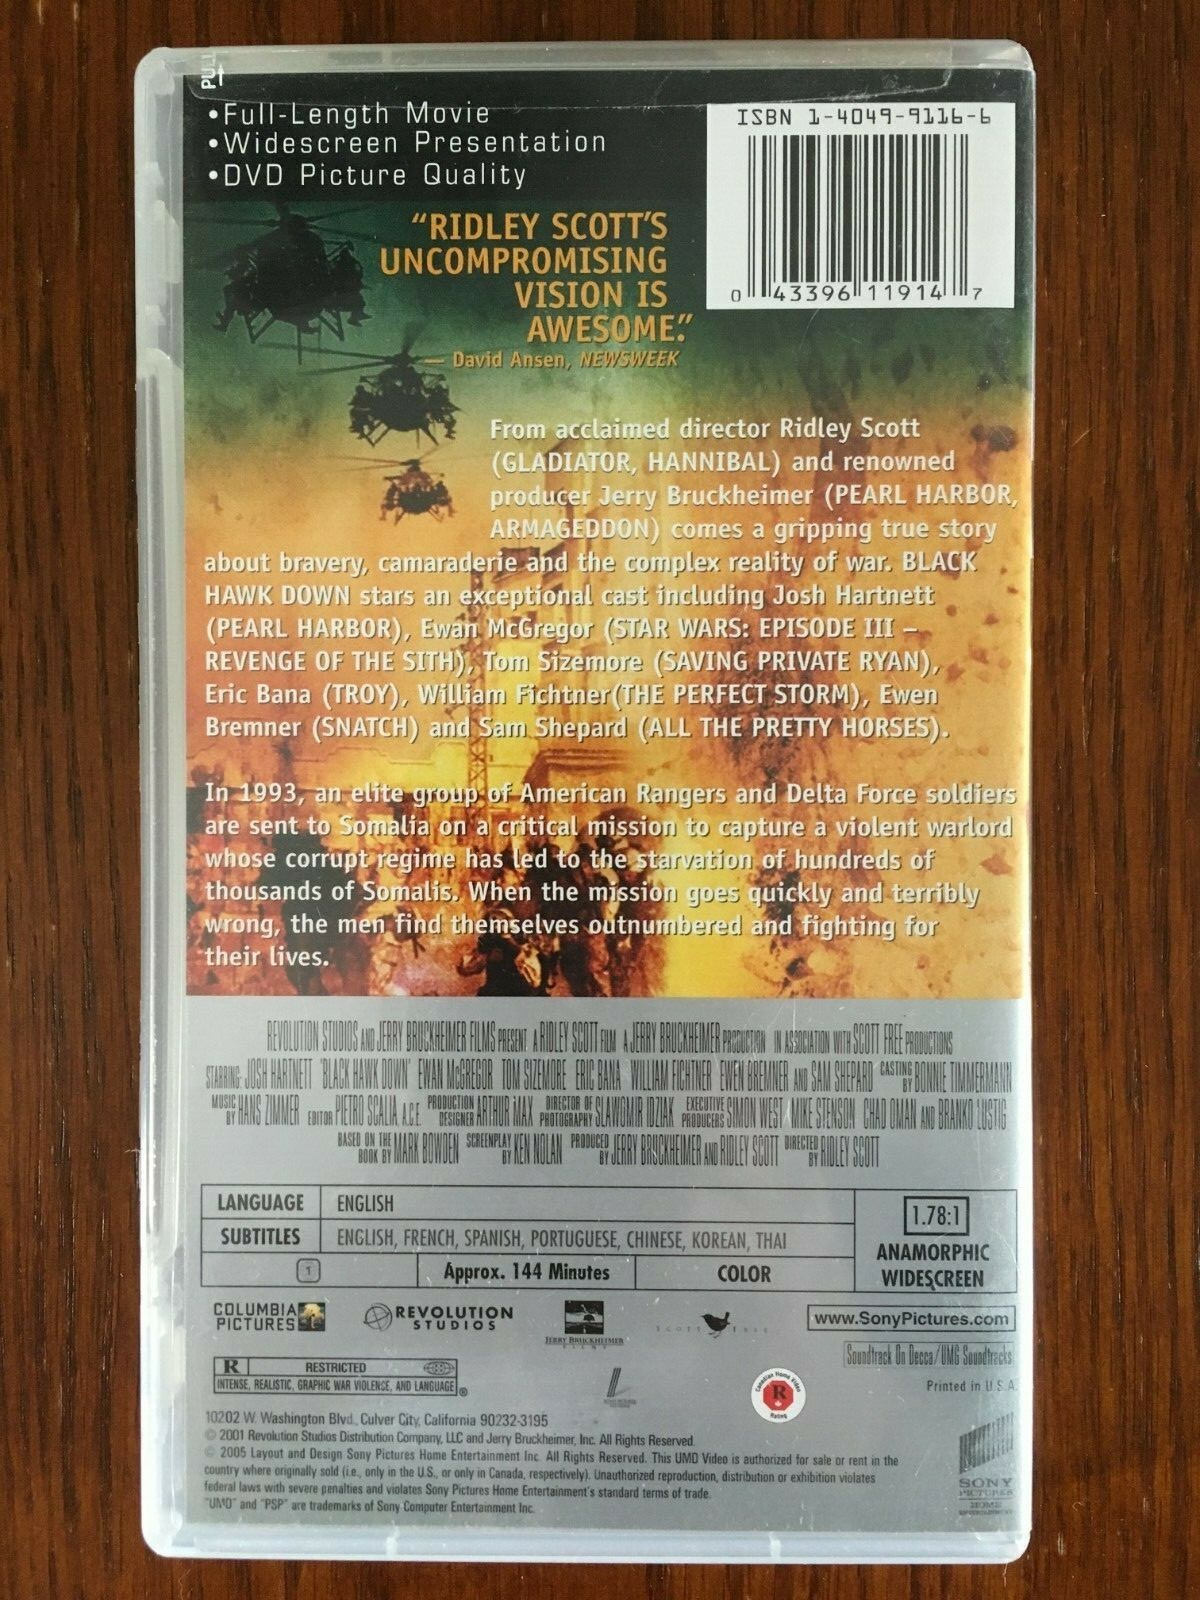 PULL
•Full-Length Movie
•Widescreen Presentation
•DVD Picture Quality
ISBN 1-4049-9116-6
0 43396 11914 7
“RIDLEY SCOTT'S
UNCOMPROMISING
VISION IS
AWESOME.”
— David Ansen, NEWSWEEK
From acclaimed director Ridley Scott
(GLADIATOR, HANNIBAL) and renowned
producer Jerry Bruckheimer (PEARL HARBOR,
ARMAGEDDON) comes a gripping true story
about bravery, camaraderie and the complex reality of war. BLACK
HAWK DOWN stars an exceptional cast including Josh Hartnett
(PEARL HARBOR), Ewan McGregor (STAR WARS: EPISODE III –
REVENGE OF THE SITH), Tom Sizemore (SAVING PRIVATE RYAN),
Eric Bana (TROY), William Fichtner(THE PERFECT STORM), Ewen
Bremner (SNATCH) and Sam Shepard (ALL THE PRETTY HORSES).
In 1993, an elite group of American Rangers and Delta Force soldiers
are sent to Somalia on a critical mission to capture a violent warlord
whose corrupt regime has led to the starvation of hundreds of
thousands of Somalis. When the mission goes quickly and terribly
wrong, the men find themselves outnumbered and fighting for
their lives.
REVOLUTION STUDIOS AND JERRY BRUCKHEIMER FILMS PRESENT A RIDLEY SCOTT FILM A JERRY BRUCKHEIMER PRODUCTION IN ASSOCIATION WITH SCOTT FREE PRODUCTIONS
STARRING: JOSH HARTNETT "BLACK HAWK DOWN" EWAN McGREGOR TOM SIZEMORE ERIC BANA WILLIAM FICHTNER EWEN BREMNER AND SAM SHEPARD CASTING BY BONNIE TIMMERMANN
MUSIC BY HANS ZIMMER EDITOR PIETRO SCALIA, A.C.E. PRODUCTION DESIGNER ARTHUR MAX DIRECTOR OF PHOTOGRAPHY SLAWOMIR IDZIAK EXECUTIVE PRODUCERS SIMON WEST MIKE STENSON CHAD OMAN AND BRANKO LUSTIG
BASED ON THE BOOK BY MARK BOWDEN SCREENPLAY BY KEN NOLAN PRODUCED BY JERRY BRUCKHEIMER AND RIDLEY SCOTT DIRECTED BY RIDLEY SCOTT
LANGUAGE ENGLISH
SUBTITLES ENGLISH, FRENCH, SPANISH, PORTUGUESE, CHINESE, KOREAN, THAI
1 Approx. 144 Minutes COLOR
1.78:1
ANAMORPHIC
WIDESCREEN
COLUMBIA
PICTURES
REVOLUTION
STUDIOS
JERRY BRUCKHEIMER
FILMS
SCOTT FREE
www.SonyPictures.com
Soundtrack On Decca/UMG Soundtracks
Printed in U.S.A.
R RESTRICTED
INTENSE, REALISTIC, GRAPHIC WAR VIOLENCE, AND LANGUAGE ®
Canadian Home Video
R
Rating
10202 W. Washington Blvd., Culver City, California 90232-3195
© 2001 Revolution Studios Distribution Company, LLC and Jerry Bruckheimer, Inc. All Rights Reserved.
© 2005 Layout and Design Sony Pictures Home Entertainment Inc. All Rights Reserved. This UMD Video is authorized for sale or rent in the
country where originally sold (i.e., only in the U.S., or only in Canada, respectively). Unauthorized reproduction, distribution or exhibition violates
federal laws with severe penalties and violates Sony Pictures Home Entertainment's standard terms of trade.
"UMD" and "PSP" are trademarks of Sony Computer Entertainment Inc.
SONY
PICTURES
HOME
ENTERTAINMENT